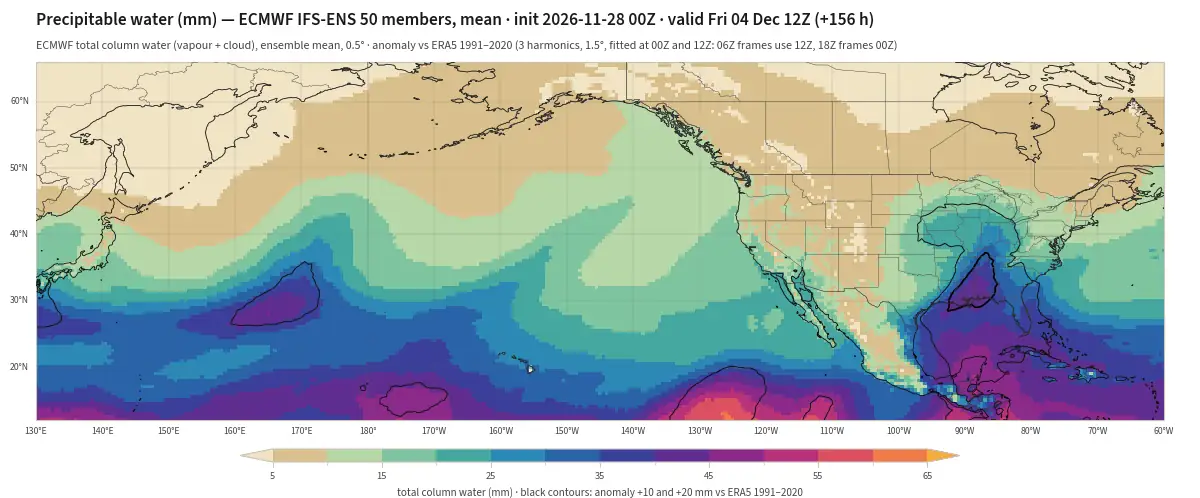 Precipitable water (mm) — ECMWF IFS-ENS 50 members, mean · init 2026-11-28 00Z · valid Fri 04 Dec 12Z (+156 h)
ECMWF total column water (vapour + cloud), ensemble mean, 0.5° · anomaly vs ERA5 1991–2020 (3 harmonics, 1.5°, fitted at 00Z and 12Z: 06Z frames use 12Z, 18Z frames 00Z)
60°N
50°N
40°N
30°N
20°N
130°E 140°E 150°E 160°E 170°E 180° 170°W 160°W 150°W 140°W 130°W 120°W 110°W 100°W 90°W 80°W 70°W 60°W
5 15 25 35 45 55 65
total column water (mm) · black contours: anomaly +10 and +20 mm vs ERA5 1991–2020